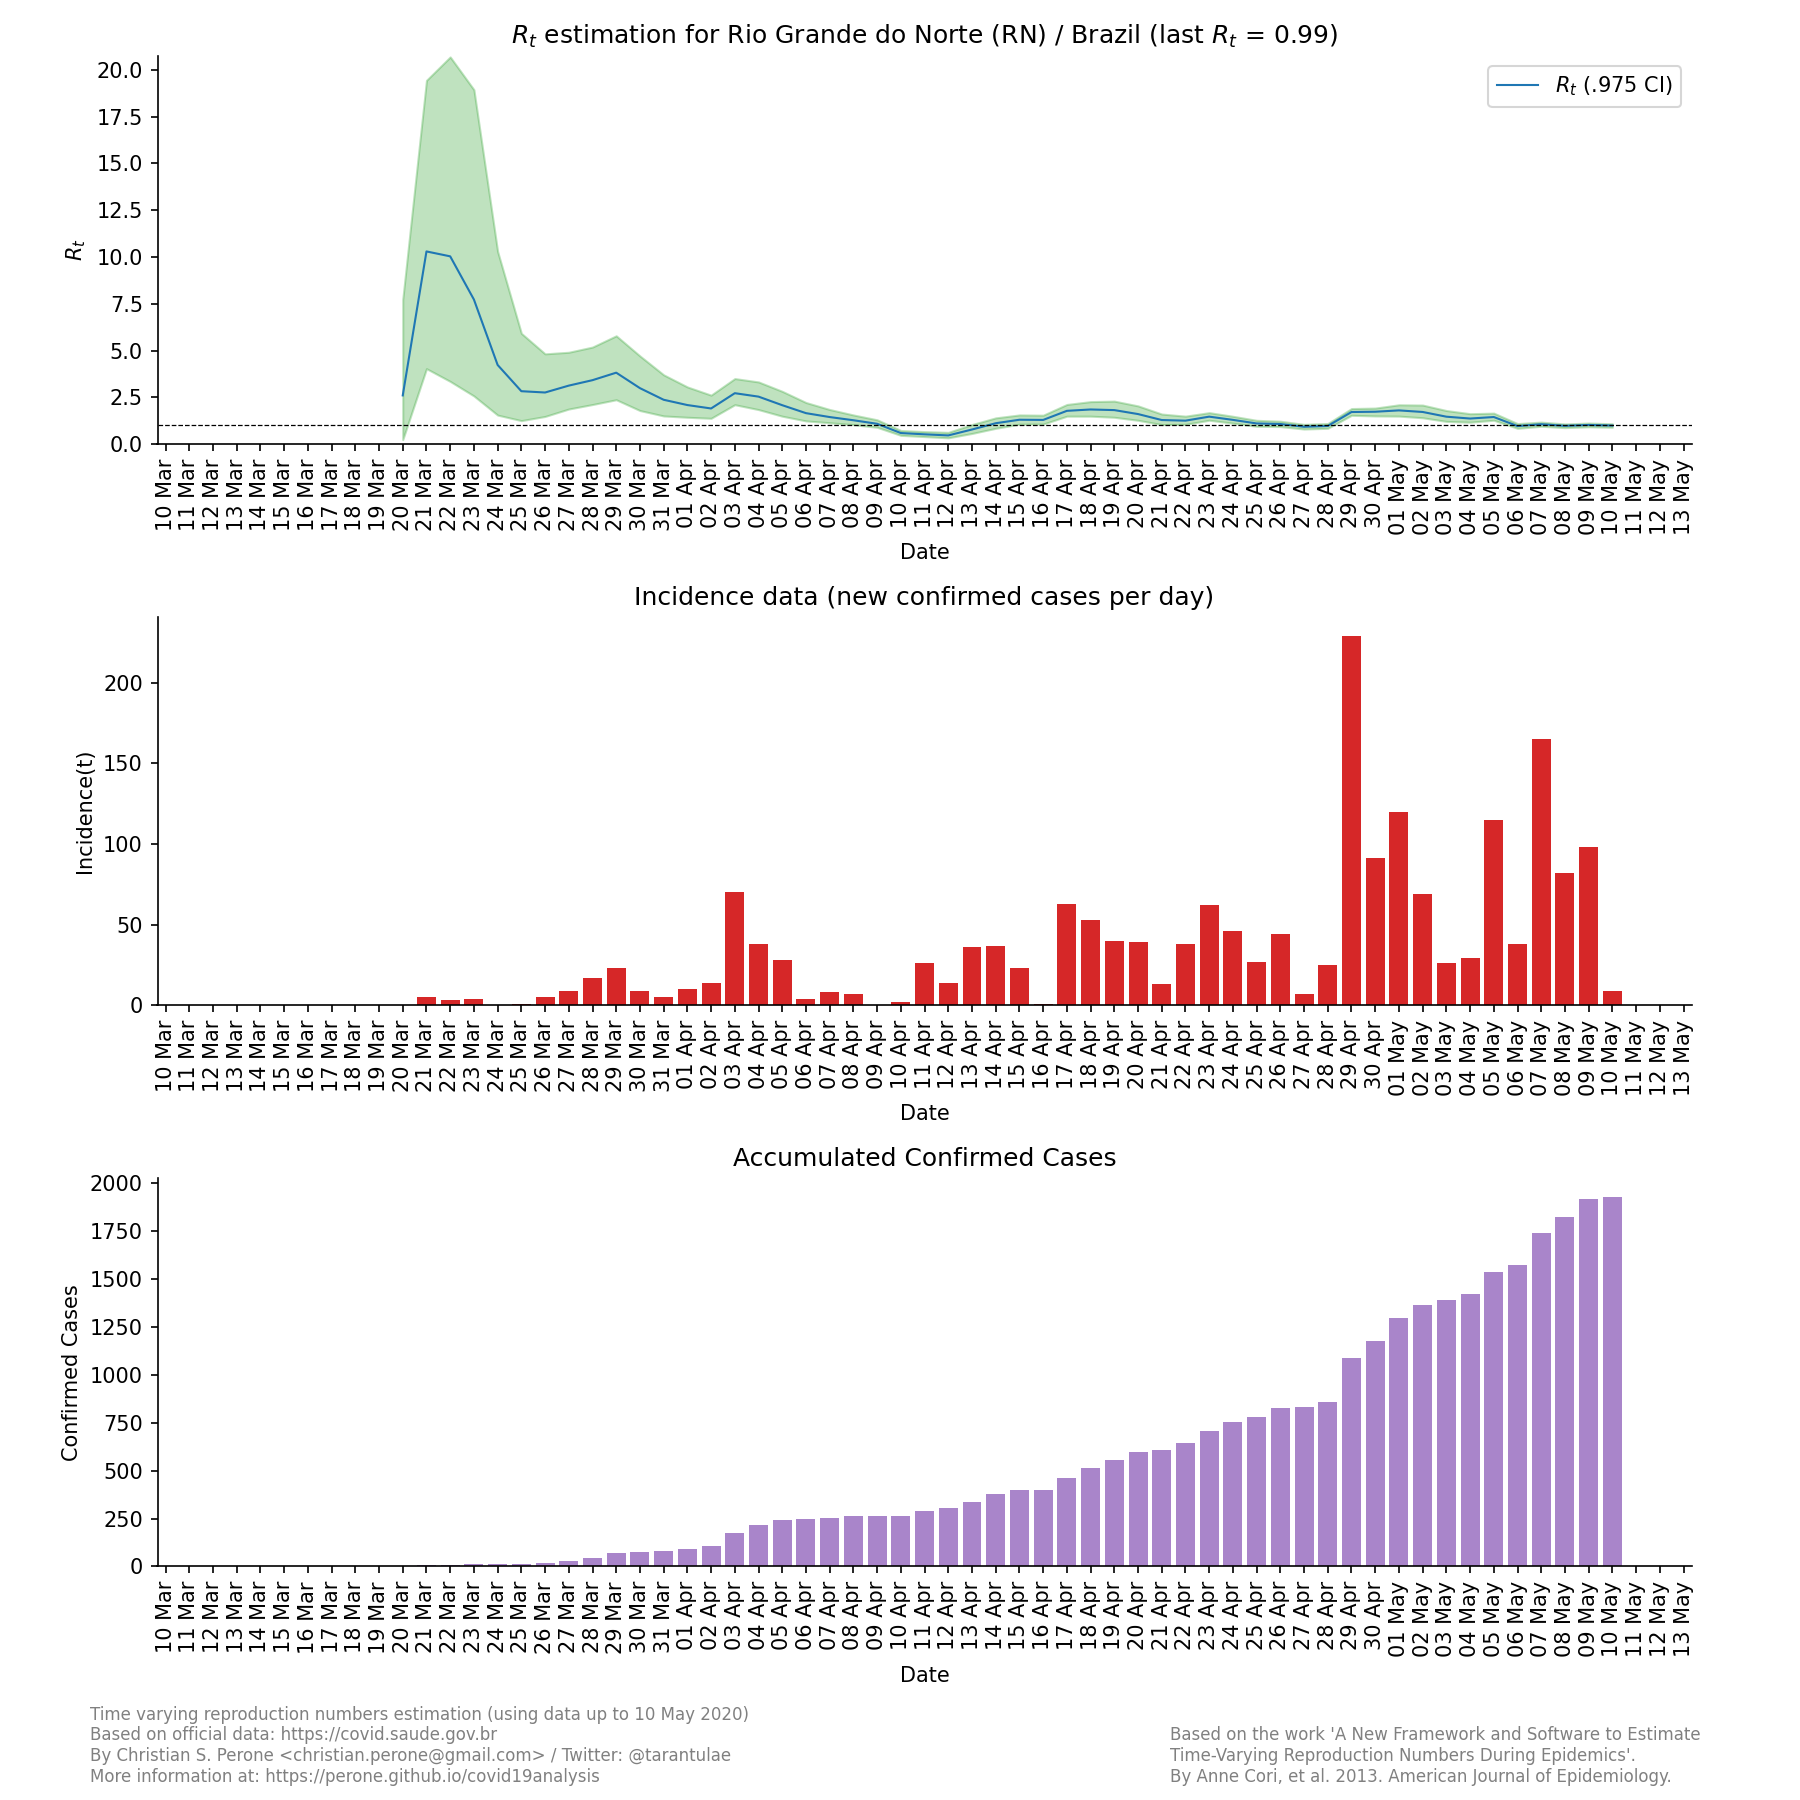 R_t estimation for Rio Grande do Norte (RN) / Brazil (last R_t = 0.99)
R_t (.975 CI)
20.0
17.5
15.0
12.5
10.0
7.5
5.0
2.5
0.0
R_t
10 Mar 11 Mar 12 Mar 13 Mar 14 Mar 15 Mar 16 Mar 17 Mar 18 Mar 19 Mar 20 Mar 21 Mar 22 Mar 23 Mar 24 Mar 25 Mar 26 Mar 27 Mar 28 Mar 29 Mar 30 Mar 31 Mar 01 Apr 02 Apr 03 Apr 04 Apr 05 Apr 06 Apr 07 Apr 08 Apr 09 Apr 10 Apr 11 Apr 12 Apr 13 Apr 14 Apr 15 Apr 16 Apr 17 Apr 18 Apr 19 Apr 20 Apr 21 Apr 22 Apr 23 Apr 24 Apr 25 Apr 26 Apr 27 Apr 28 Apr 29 Apr 30 Apr 01 May 02 May 03 May 04 May 05 May 06 May 07 May 08 May 09 May 10 May 11 May 12 May 13 May
Date
Incidence data (new confirmed cases per day)
200
150
100
50
0
Incidence(t)
10 Mar 11 Mar 12 Mar 13 Mar 14 Mar 15 Mar 16 Mar 17 Mar 18 Mar 19 Mar 20 Mar 21 Mar 22 Mar 23 Mar 24 Mar 25 Mar 26 Mar 27 Mar 28 Mar 29 Mar 30 Mar 31 Mar 01 Apr 02 Apr 03 Apr 04 Apr 05 Apr 06 Apr 07 Apr 08 Apr 09 Apr 10 Apr 11 Apr 12 Apr 13 Apr 14 Apr 15 Apr 16 Apr 17 Apr 18 Apr 19 Apr 20 Apr 21 Apr 22 Apr 23 Apr 24 Apr 25 Apr 26 Apr 27 Apr 28 Apr 29 Apr 30 Apr 01 May 02 May 03 May 04 May 05 May 06 May 07 May 08 May 09 May 10 May 11 May 12 May 13 May
Date
Accumulated Confirmed Cases
2000
1750
1500
1250
1000
750
500
250
0
Confirmed Cases
10 Mar 11 Mar 12 Mar 13 Mar 14 Mar 15 Mar 16 Mar 17 Mar 18 Mar 19 Mar 20 Mar 21 Mar 22 Mar 23 Mar 24 Mar 25 Mar 26 Mar 27 Mar 28 Mar 29 Mar 30 Mar 31 Mar 01 Apr 02 Apr 03 Apr 04 Apr 05 Apr 06 Apr 07 Apr 08 Apr 09 Apr 10 Apr 11 Apr 12 Apr 13 Apr 14 Apr 15 Apr 16 Apr 17 Apr 18 Apr 19 Apr 20 Apr 21 Apr 22 Apr 23 Apr 24 Apr 25 Apr 26 Apr 27 Apr 28 Apr 29 Apr 30 Apr 01 May 02 May 03 May 04 May 05 May 06 May 07 May 08 May 09 May 10 May 11 May 12 May 13 May
Date
Time varying reproduction numbers estimation (using data up to 10 May 2020)
Based on official data: https://covid.saude.gov.br
By Christian S. Perone <christian.perone@gmail.com> / Twitter: @tarantulae
More information at: https://perone.github.io/covid19analysis
Based on the work 'A New Framework and Software to Estimate
Time-Varying Reproduction Numbers During Epidemics'.
By Anne Cori, et al. 2013. American Journal of Epidemiology.